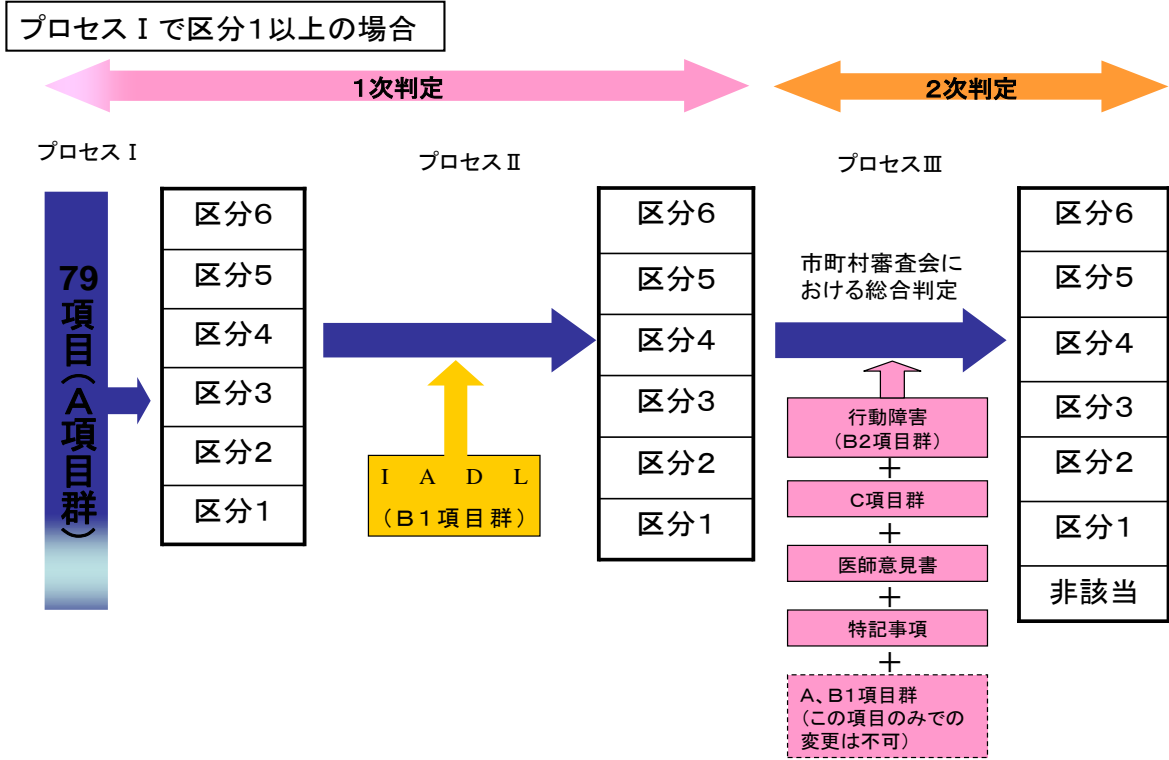 プロセスⅠで区分1以上の場合
1次判定
2次判定
プロセスⅠ
プロセスⅡ
プロセスⅢ
79項目(A項目群)
区分6
区分5
区分4
区分3
区分2
区分1
I A D L
(B1項目群)
区分6
区分5
区分4
区分3
区分2
区分1
市町村審査会に
おける総合判定
行動障害
(B2項目群)
+
C項目群
+
医師意見書
+
特記事項
+
A、B1項目群
(この項目のみでの
変更は不可)
区分6
区分5
区分4
区分3
区分2
区分1
非該当